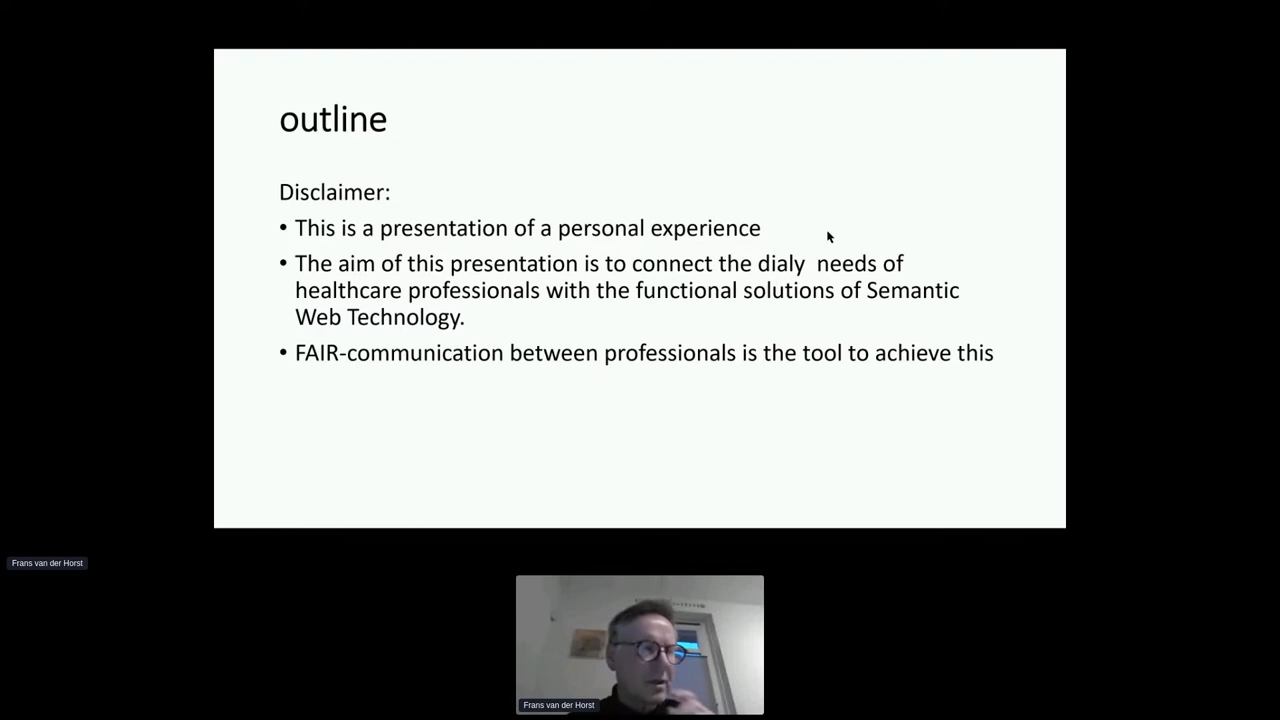 outline
Disclaimer:
• This is a presentation of a personal experience
• The aim of this presentation is to connect the dialy needs of
healthcare professionals with the functional solutions of Semantic
Web Technology.
• FAIR-communication between professionals is the tool to achieve this
Frans van der Horst
Frans van der Horst